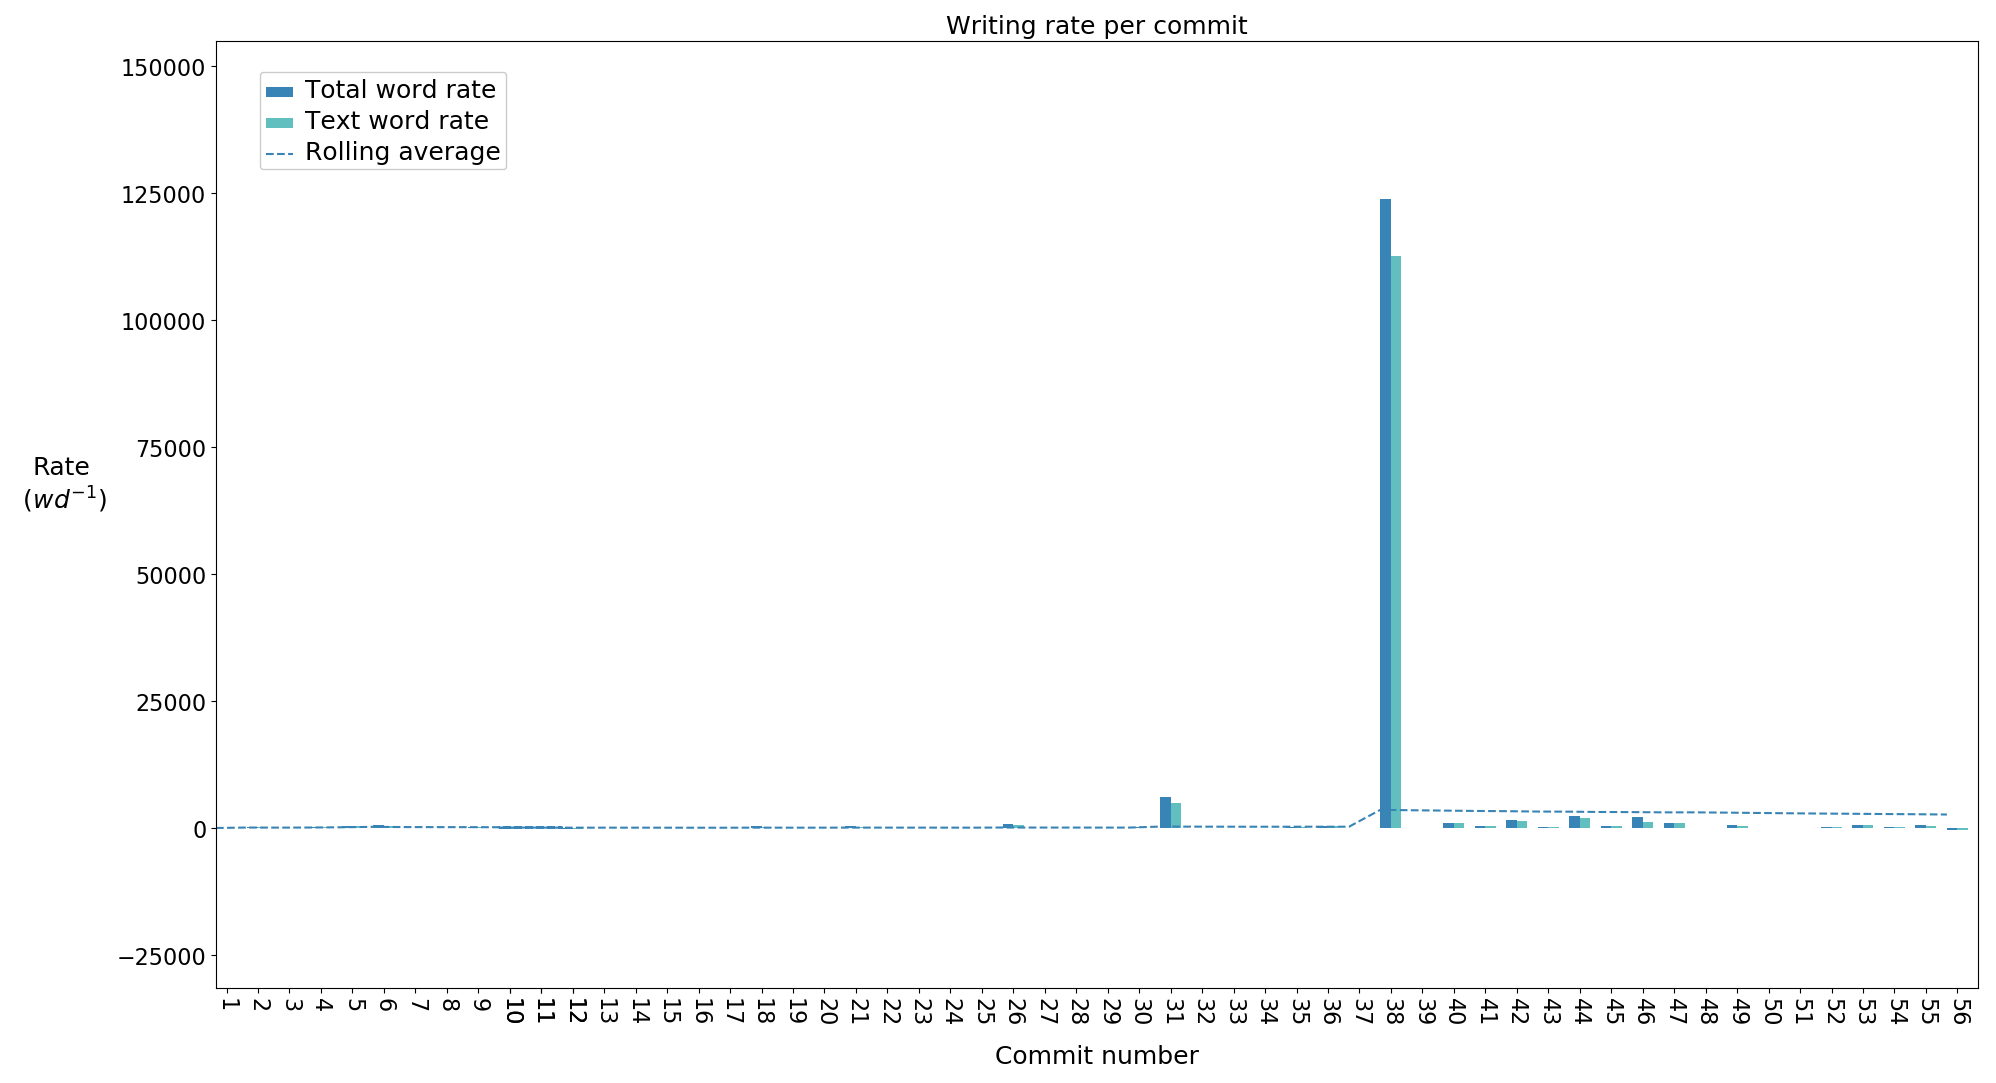 Writing rate per commit
150000
125000
100000
75000
50000
25000
0
−25000
Rate
(wd⁻¹)
Total word rate
Text word rate
Rolling average
1 2 3 4 5 6 7 8 9 10 11 12 13 14 15 16 17 18 19 20 21 22 23 24 25 26 27 28 29 30 31 32 33 34 35 36 37 38 39 40 41 42 43 44 45 46 47 48 49 50 51 52 53 54 55 56
Commit number